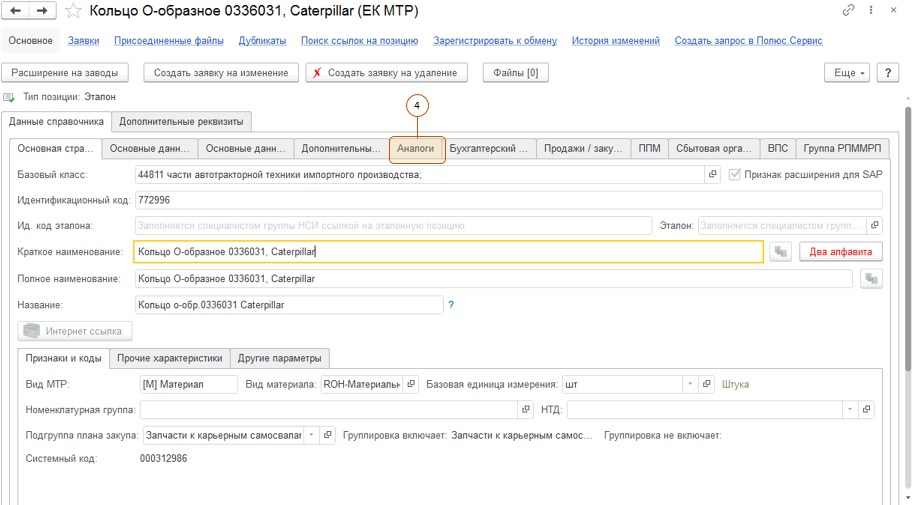 Кольцо О-образное 0336031, Caterpillar (ЕК МТР)
Основное Заявки Присоединенные файлы Дубликаты Поиск ссылок на позицию Зарегистрировать к обмену История изменений Создать запрос в Полюс.Сервис
Расширение на заводы Создать заявку на изменение Создать заявку на удаление Файлы [0] Еще ?
Тип позиции: Эталон
4
Данные справочника Дополнительные реквизиты
Основная стра... Основные данн... Основные данн... Дополнительны... Аналоги Бухгалтерский ... Продажи / заку... ППМ Сбытовая орга... ВПС Группа РПММРП
Базовый класс: 44811 части автотракторной техники импортного производства; Признак расширения для SAP
Идентификационный код: 772996
Ид. код эталона: Заполняется специалистом группы НСИ ссылкой на эталонную позицию Эталон: Заполняется специалистом групп...
Краткое наименование: Кольцо О-образное 0336031, Caterpillar Два алфавита
Полное наименование: Кольцо О-образное 0336031, Caterpillar
Название: Кольцо о-обр.0336031 Caterpillar ?
Интернет ссылка
Признаки и коды Прочие характеристики Другие параметры
Вид МТР: [М] Материал Вид материала: ROH-Материальн Базовая единица измерения: шт Штука
Номенклатурная группа: НТД:
Подгруппа плана закупа: Запчасти к карьерным самосвалам Группировка включает: Запчасти к карьерным самос... Группировка не включает:
Системный код: 000312986